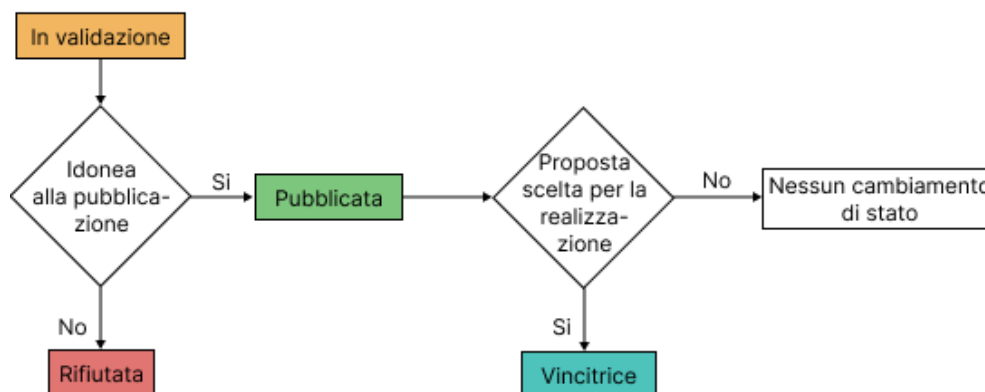 In validazione
Idonea
alla pubblica-
zione
Si
Pubblicata
Proposta
scelta per la
realizza-
zione
No
Nessun cambiamento
di stato
No
Rifiutata
Si
Vincitrice